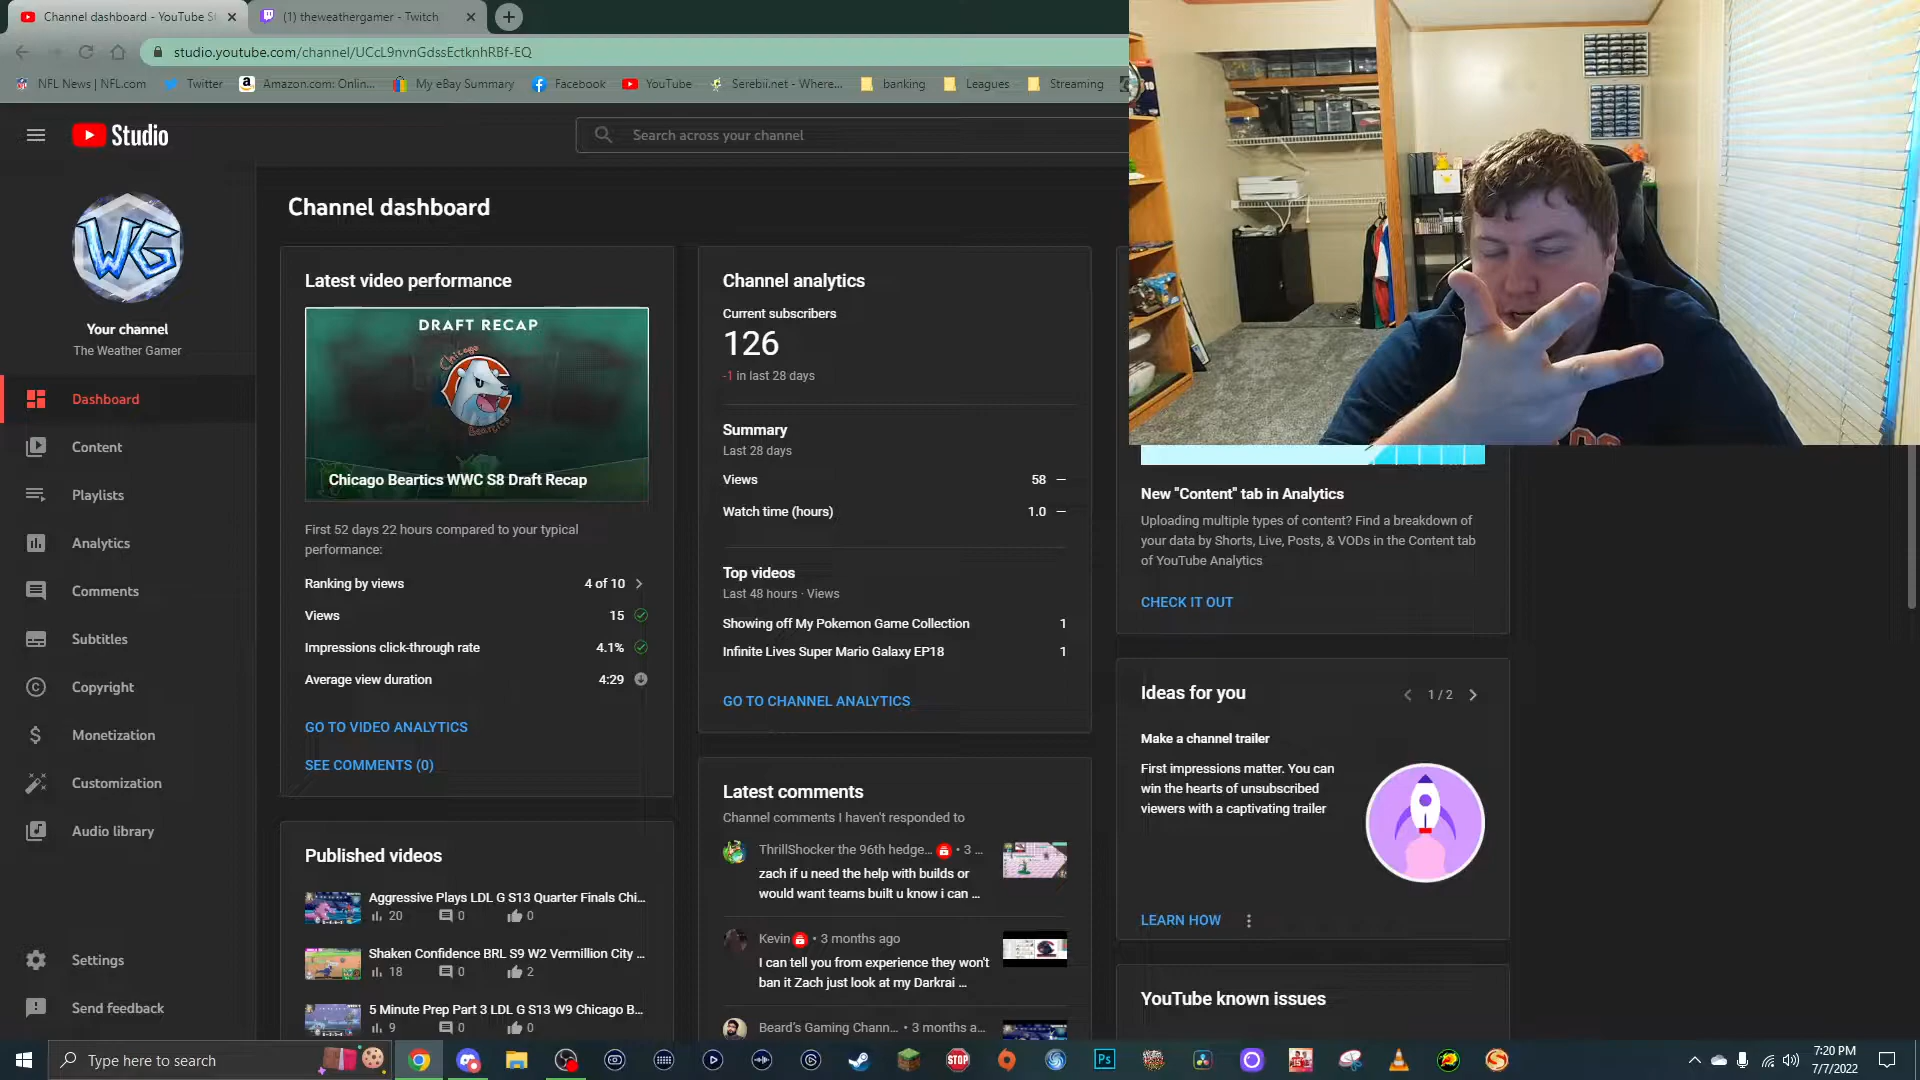 Channel dashboard - YouTube S
(1) theweathergamer - Twitch
studio.youtube.com/channel/UCcL9nvnGdssEctknhRBf-EQ
NFL News | NFL.com
Twitter
Amazon.com: Onlin...
My eBay Summary
Facebook
YouTube
Serebii.net - Where...
banking
Leagues
Streaming
Studio
Search across your channel
WG
Your channel
The Weather Gamer
Dashboard
Content
Playlists
Analytics
Comments
Subtitles
Copyright
Monetization
Customization
Audio library
Settings
Send feedback
Channel dashboard
Latest video performance
DRAFT RECAP
Chicago
Beartics
Chicago Beartics WWC S8 Draft Recap
First 52 days 22 hours compared to your typical
performance:
Ranking by views 4 of 10
Views 15
Impressions click-through rate 4.1%
Average view duration 4:29
GO TO VIDEO ANALYTICS
SEE COMMENTS (0)
Published videos
Aggressive Plays LDL G S13 Quarter Finals Chi...
20 0 0
Shaken Confidence BRL S9 W2 Vermillion City ...
18 0 2
5 Minute Prep Part 3 LDL G S13 W9 Chicago B...
9 0 0
Channel analytics
Current subscribers
126
-1 in last 28 days
Summary
Last 28 days
Views 58 —
Watch time (hours) 1.0 —
Top videos
Last 48 hours · Views
Showing off My Pokemon Game Collection 1
Infinite Lives Super Mario Galaxy EP18 1
GO TO CHANNEL ANALYTICS
Latest comments
Channel comments I haven't responded to
ThrillShocker the 96th hedge... • 3 ...
zach if u need the help with builds or
would want teams built u know i can ...
Kevin • 3 months ago
I can tell you from experience they won't
ban it Zach just look at my Darkrai ...
Beard's Gaming Chann... • 3 months a...
New "Content" tab in Analytics
Uploading multiple types of content? Find a breakdown of
your data by Shorts, Live, Posts, & VODs in the Content tab
of YouTube Analytics
CHECK IT OUT
Ideas for you
1 / 2
Make a channel trailer
First impressions matter. You can
win the hearts of unsubscribed
viewers with a captivating trailer
LEARN HOW
YouTube known issues
Type here to search
STOP
Ps
7:20 PM
7/7/2022